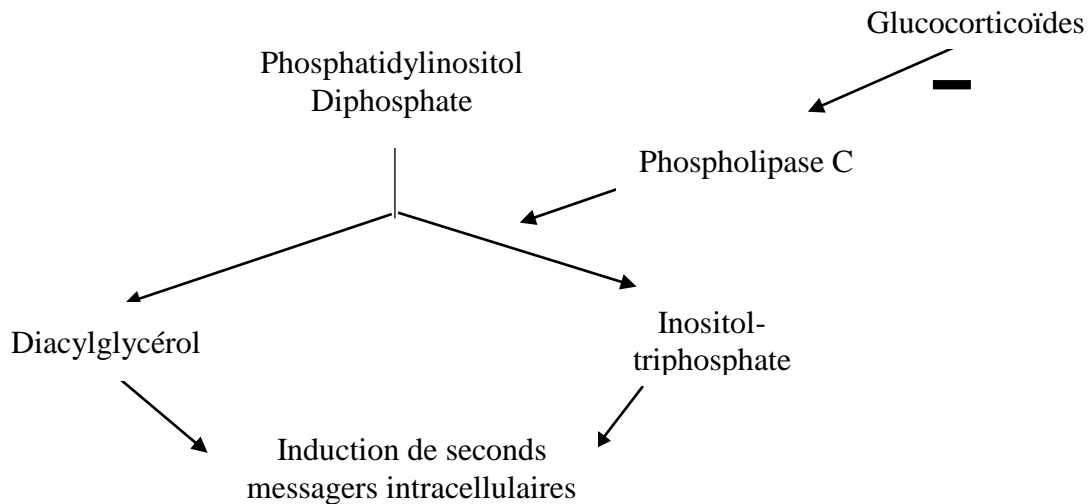 Glucocorticoïdes
Phosphatidylinositol
Diphosphate
Phospholipase C
Diacylglycérol
Inositol-
triphosphate
Induction de seconds
messagers intracellulaires